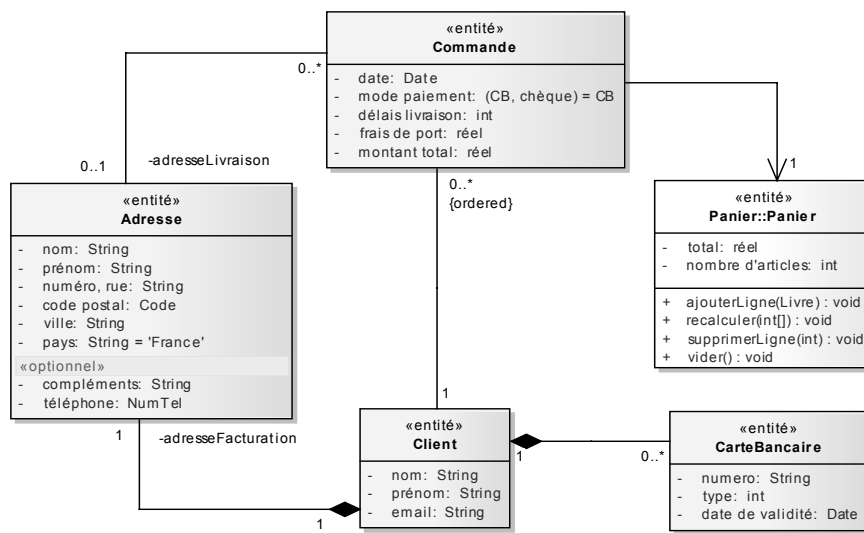 «entité»
Commande
- date: Date
- mode paiement: (CB, chèque) = CB
- délais livraison: int
- frais de port: réel
- montant total: réel
0..*
0..1
-adresseLivraison
0..*
{ordered}
1
«entité»
Adresse
- nom: String
- prénom: String
- numéro, rue: String
- code postal: Code
- ville: String
- pays: String = 'France'
«optionnel»
- compléments: String
- téléphone: NumTel
«entité»
Panier::Panier
- total: réel
- nombre d'articles: int
+ ajouterLigne(Livre) : void
+ recalculer(int[]) : void
+ supprimerLigne(int) : void
+ vider() : void
1
-adresseFacturation
1
1
«entité»
Client
- nom: String
- prénom: String
- email: String
1
0..*
«entité»
CarteBancaire
- numero: String
- type: int
- date de validité: Date